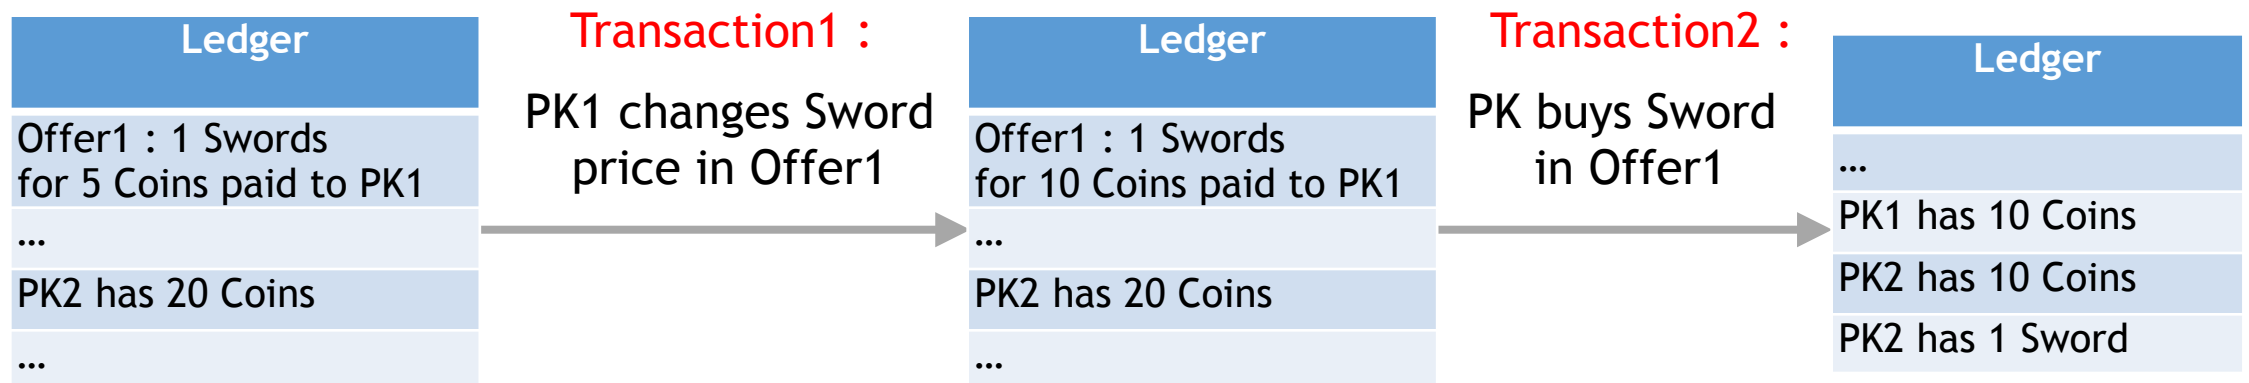 Ledger
Offer1 : 1 Swords
for 5 Coins paid to PK1
…
PK2 has 20 Coins
…
Transaction1 :
PK1 changes Sword
price in Offer1
Ledger
Offer1 : 1 Swords
for 10 Coins paid to PK1
…
PK2 has 20 Coins
…
Transaction2 :
PK buys Sword
in Offer1
Ledger
…
PK1 has 10 Coins
PK2 has 10 Coins
PK2 has 1 Sword